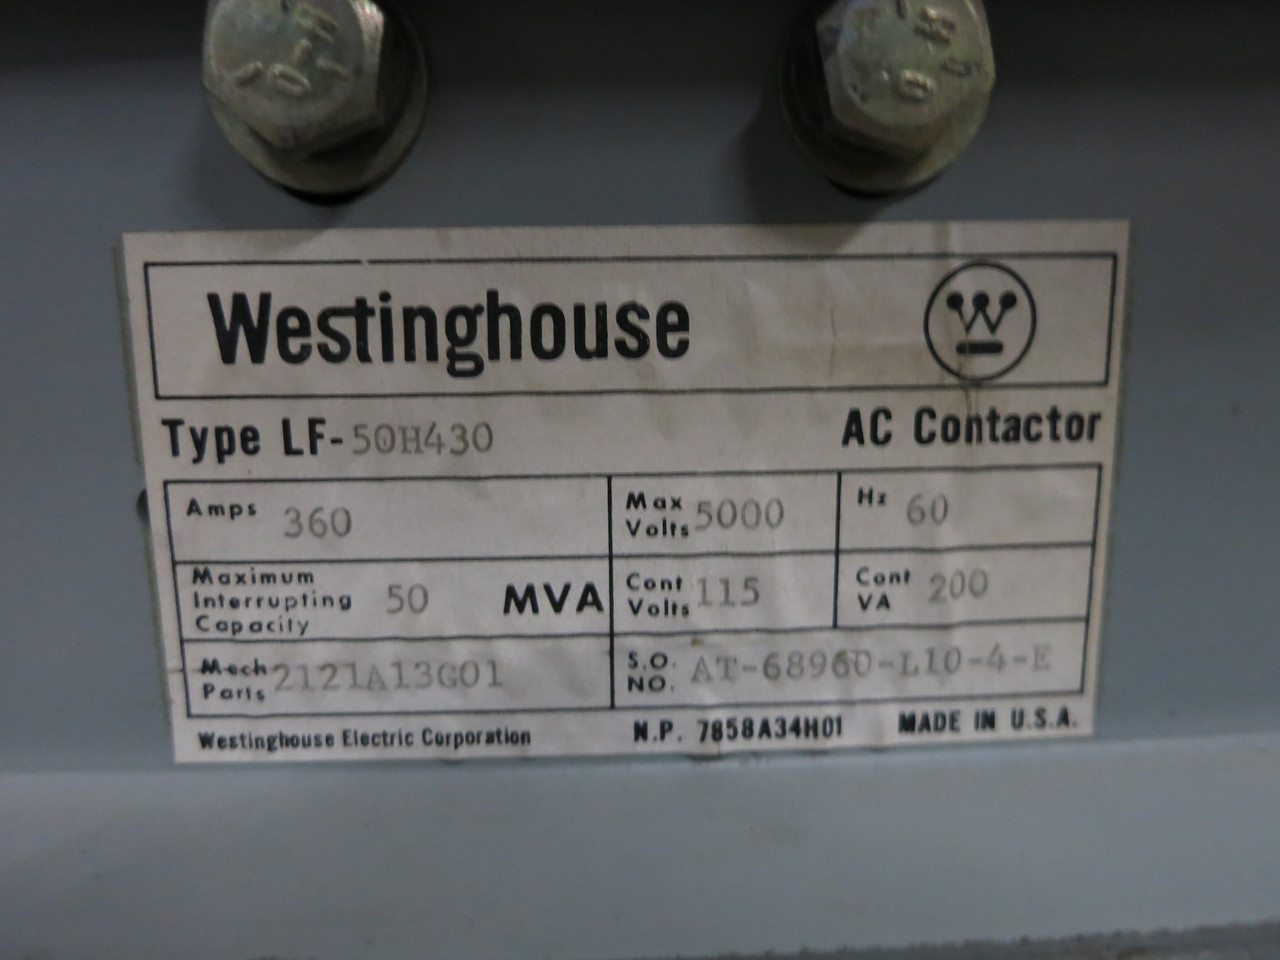 Westinghouse W
Type LF-50H430 AC Contactor
Amps 360 Max Volts 5000 Hz 60
Maximum Interrupting Capacity 50 MVA Cont Volts 115 Cont VA 200
Mech Parts 2121A13G01 S.O. NO. AT-68960-L10-4-E
Westinghouse Electric Corporation N.P. 7858A34H01 MADE IN U.S.A.